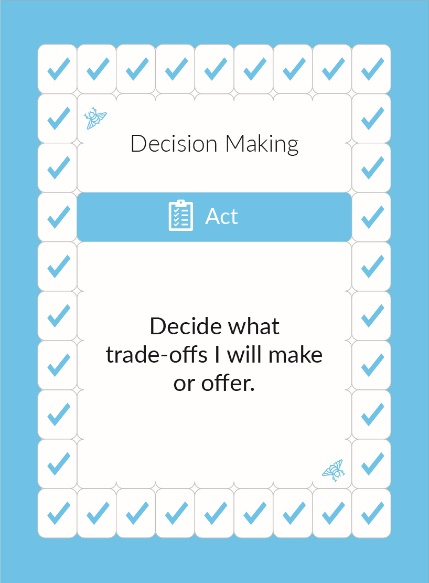 Decision Making
Act
Decide what
trade-offs I will make
or offer.